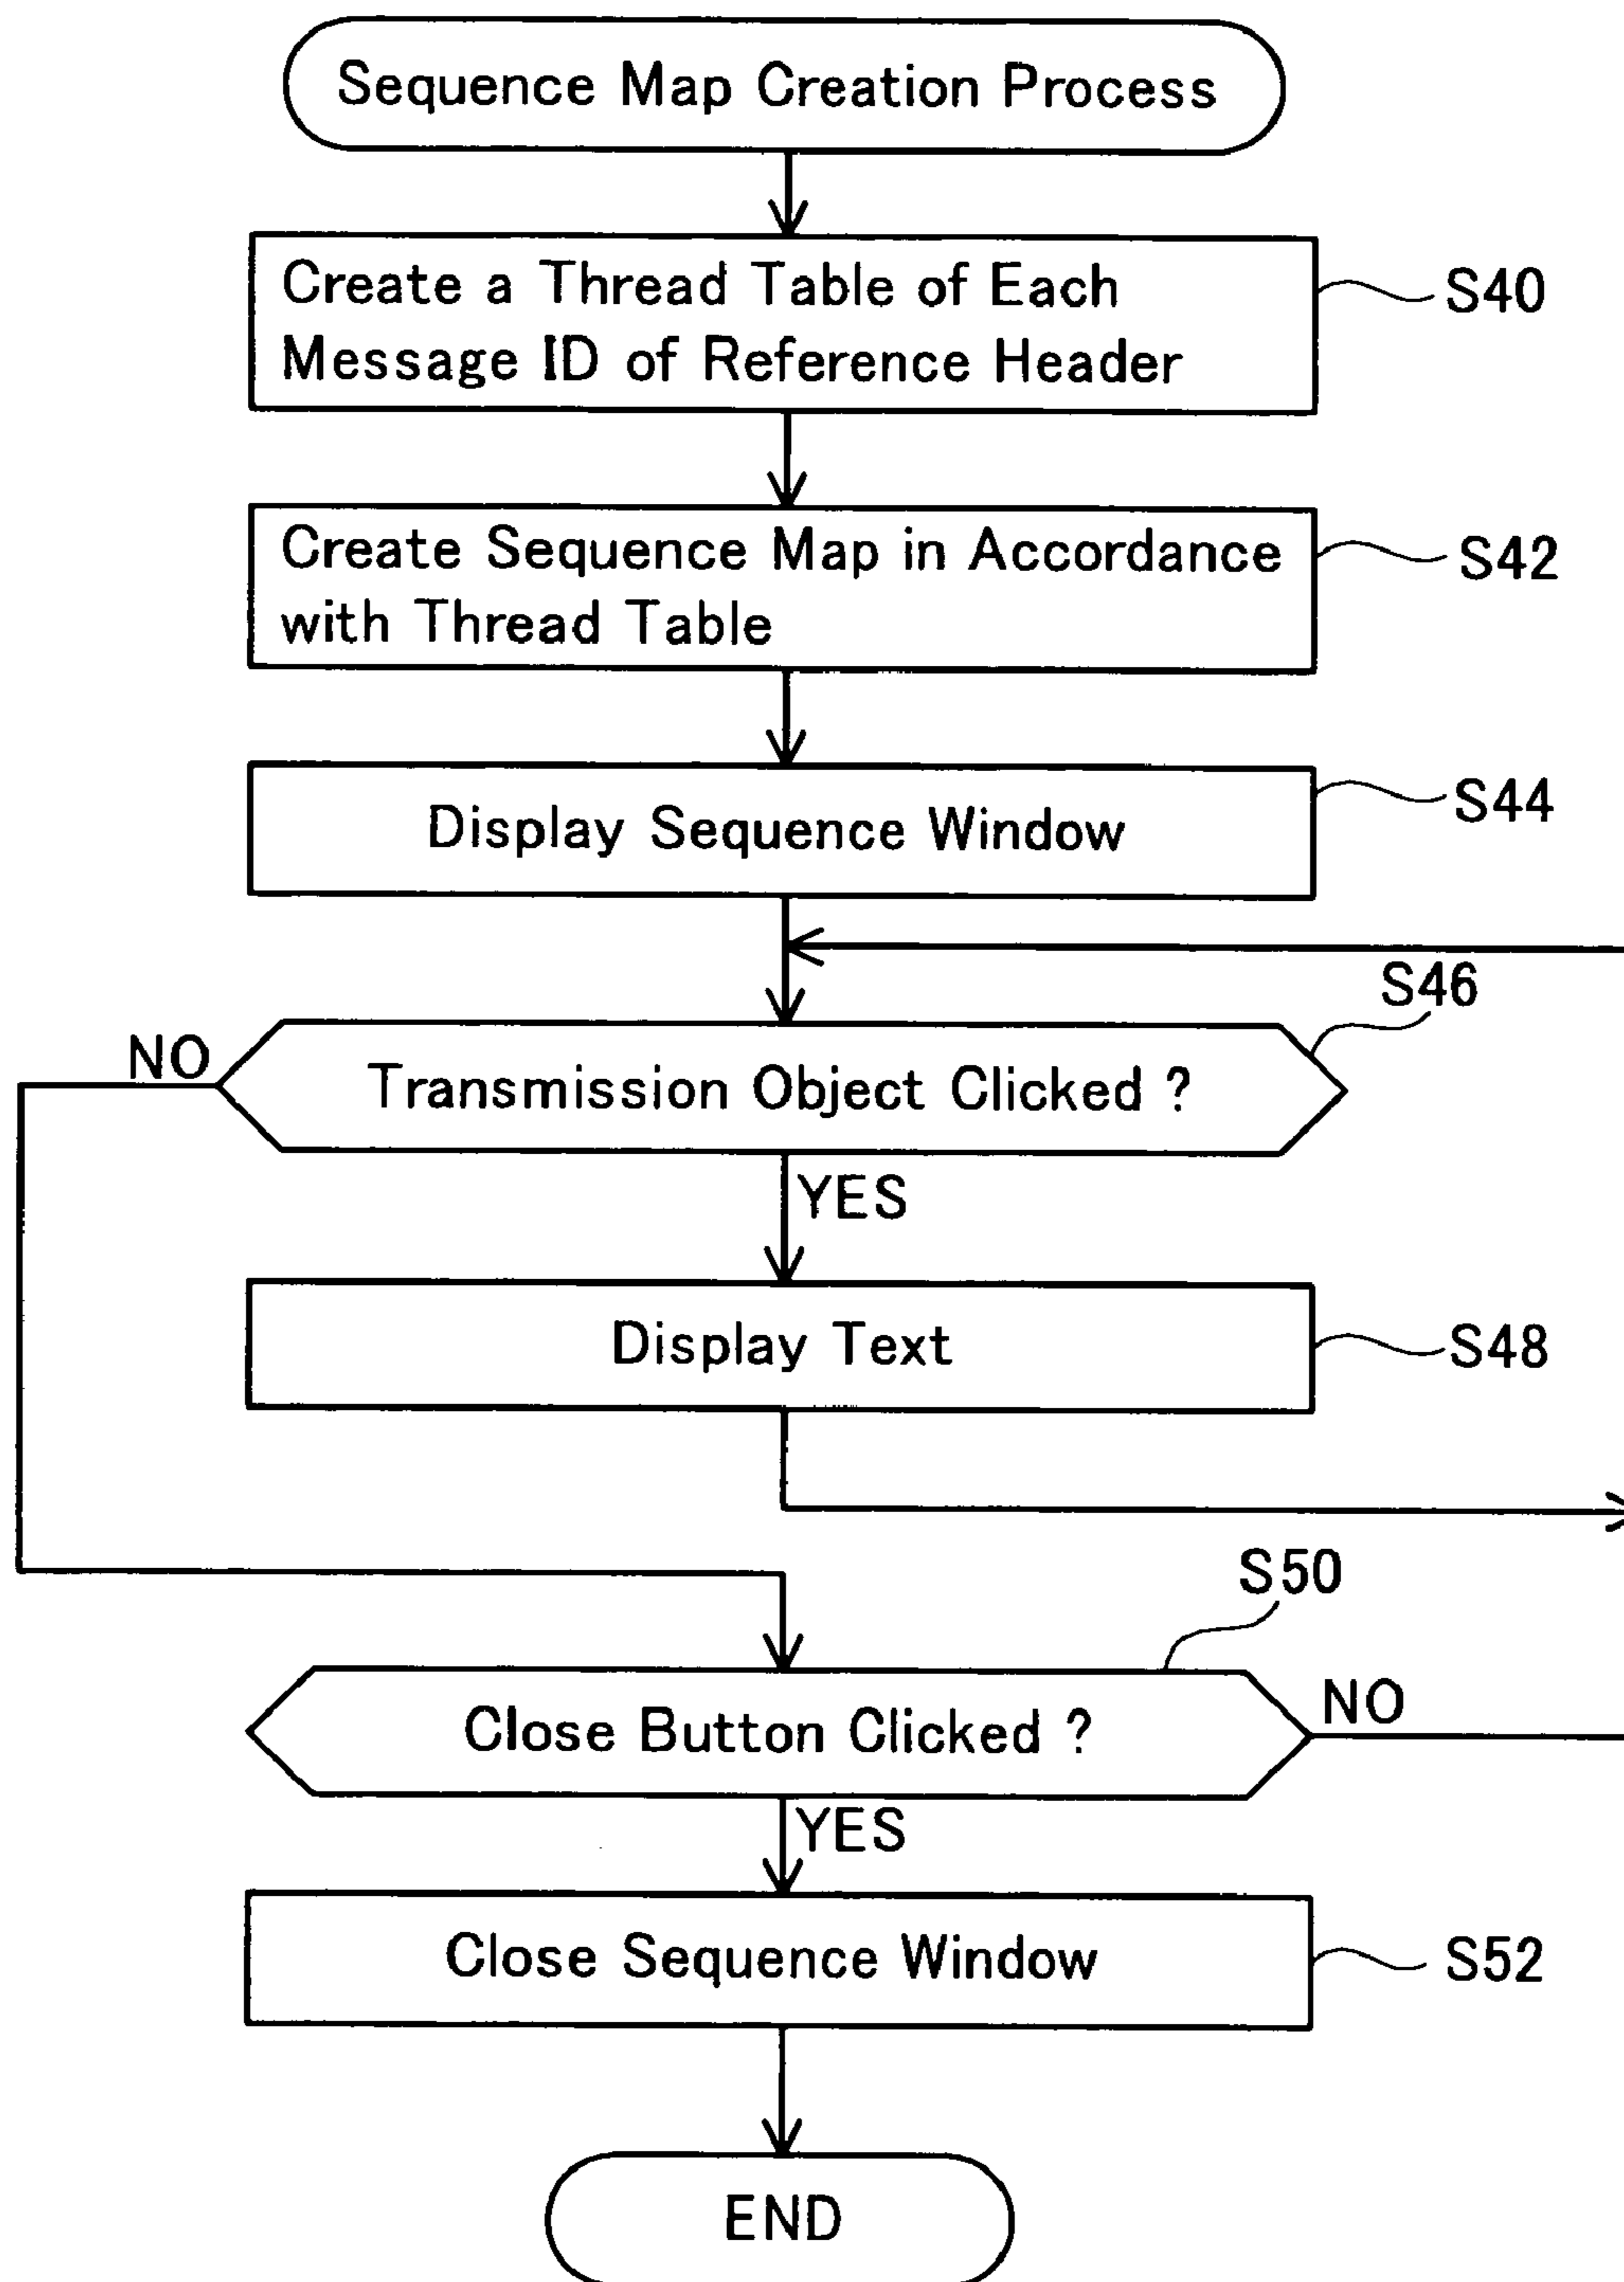 Sequence Map Creation Process
Create a Thread Table of Each
Message ID of Reference Header
S40
Create Sequence Map in Accordance
with Thread Table
S42
Display Sequence Window
S44
S46
NO
Transmission Object Clicked ?
YES
Display Text
S48
S50
Close Button Clicked ?
NO
YES
Close Sequence Window
S52
END